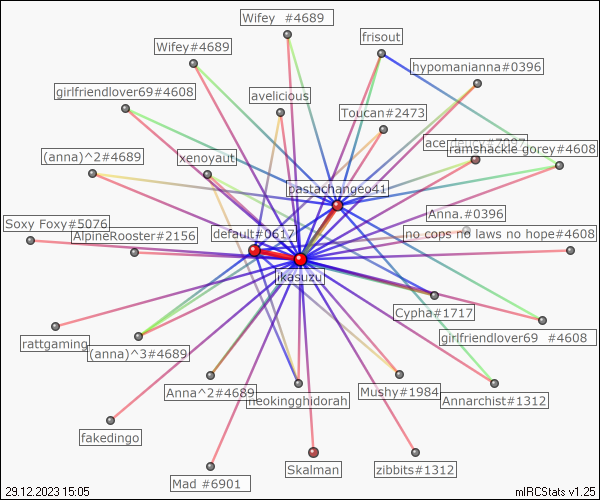 Wifey  #4689
frisout
Wifey#4689
hypomanianna#0396
girlfriendlover69#4608
avelicious
Toucan#2473
ramshackle gorey#4608
(anna)^2#4689
xenoyaut
pastachangeo41
Anna.#0396
Soxy Foxy#5076
AlpineRooster#2156
default#0617
no cops no laws no hope#4608
ikasuzu
Cypha#1717
rattgaming
(anna)^3#4689
girlfriendlover69  #4608
Anna^2#4689
neokingghidorah
Mushy#1984
Annarchist#1312
fakedingo
Mad #6901
Skalman
zibbits#1312
29.12.2023 15:05
mIRCStats v1.25